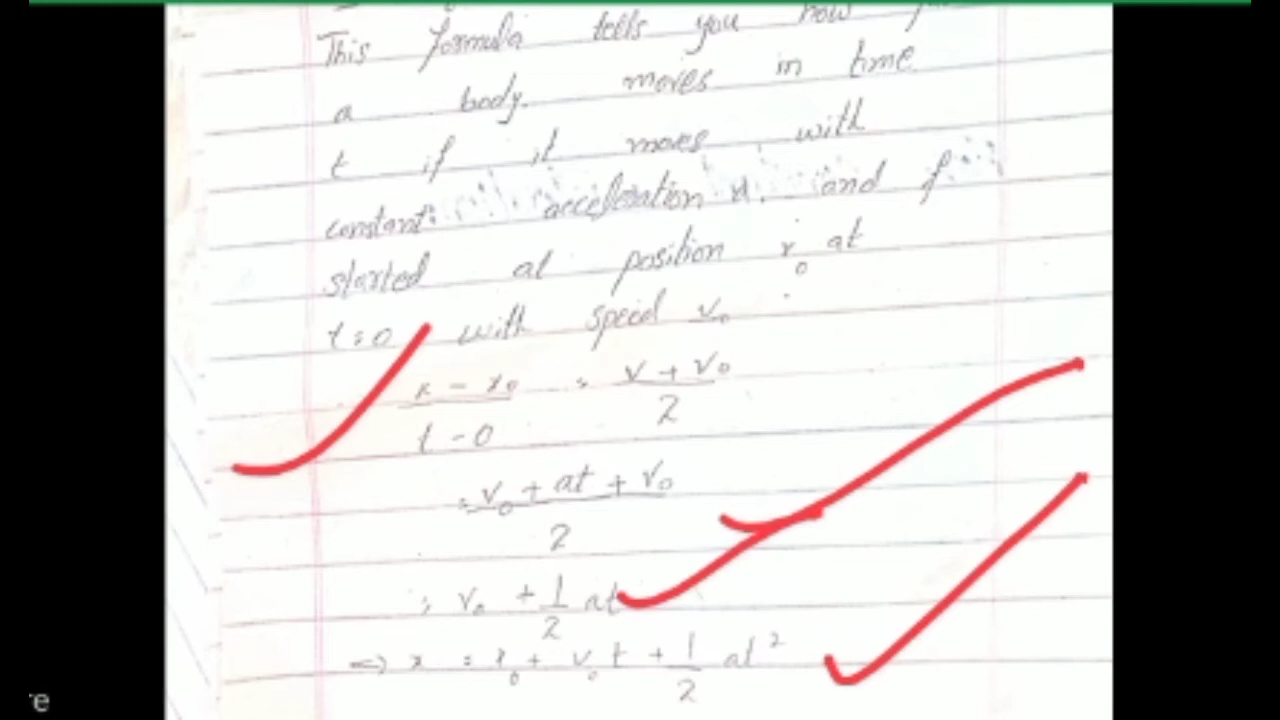 This formula tells you how
a body. moves in time
t if it moves with
constant acceleration and if
started at position x₀ at
t=0 with speed v₀
x - x₀ = v + v₀
t - 0 2
= v₀ + at + v₀
2
= v₀ + 1/2 at
=> x = x₀ + v₀t + 1/2 at²
re